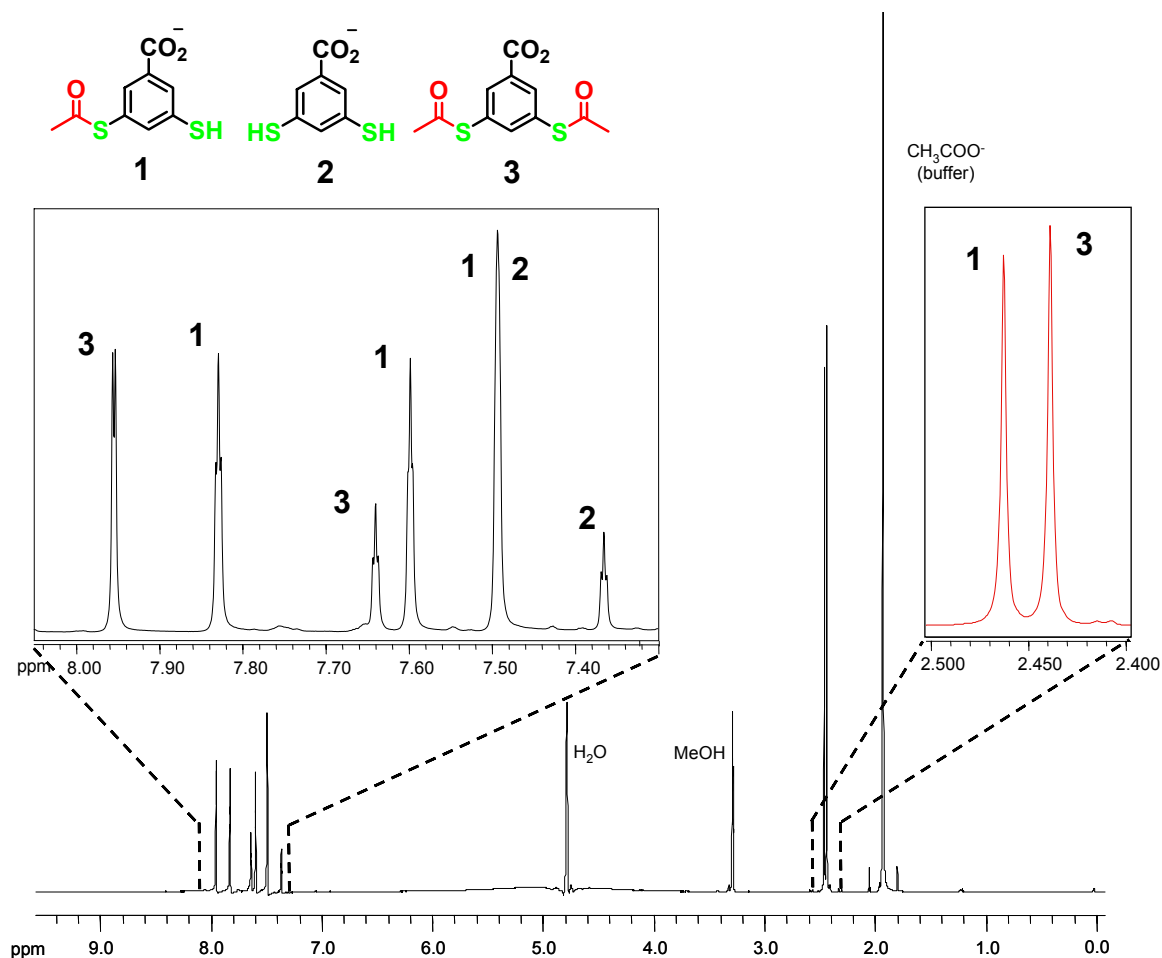 CO₂⁻
CO₂⁻
CO₂⁻
O
O
O
S
SH
HS
SH
S
S
1
2
3
CH₃COO⁻
(buffer)
3
1
3
1
1 2
2
ppm 8.00 7.90 7.80 7.70 7.60 7.50 7.40
1
3
2.500 2.450 2.400
H₂O
MeOH
ppm 9.0 8.0 7.0 6.0 5.0 4.0 3.0 2.0 1.0 0.0